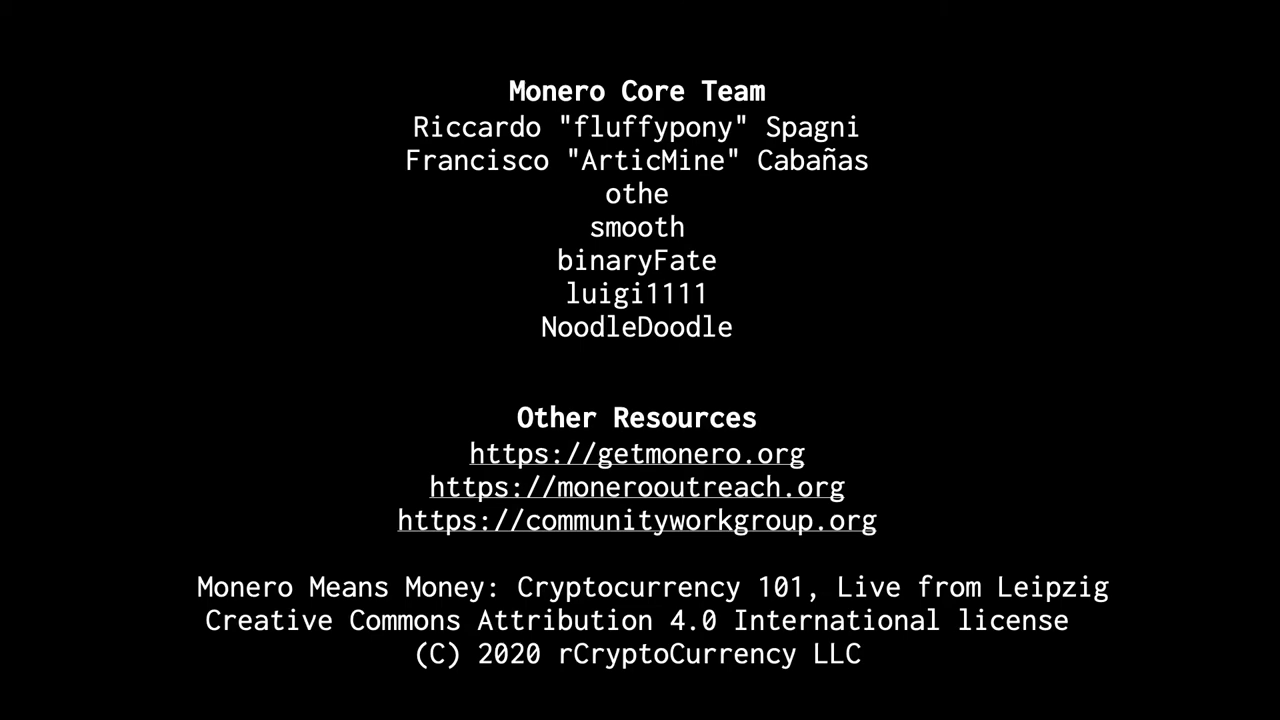 Monero Core Team
Riccardo "fluffypony" Spagni
Francisco "ArticMine" Cabañas
othe
smooth
binaryFate
luigi1111
NoodleDoodle
Other Resources
https://getmonero.org
https://monerooutreach.org
https://communityworkgroup.org
Monero Means Money: Cryptocurrency 101, Live from Leipzig
Creative Commons Attribution 4.0 International license
(C) 2020 rCryptoCurrency LLC